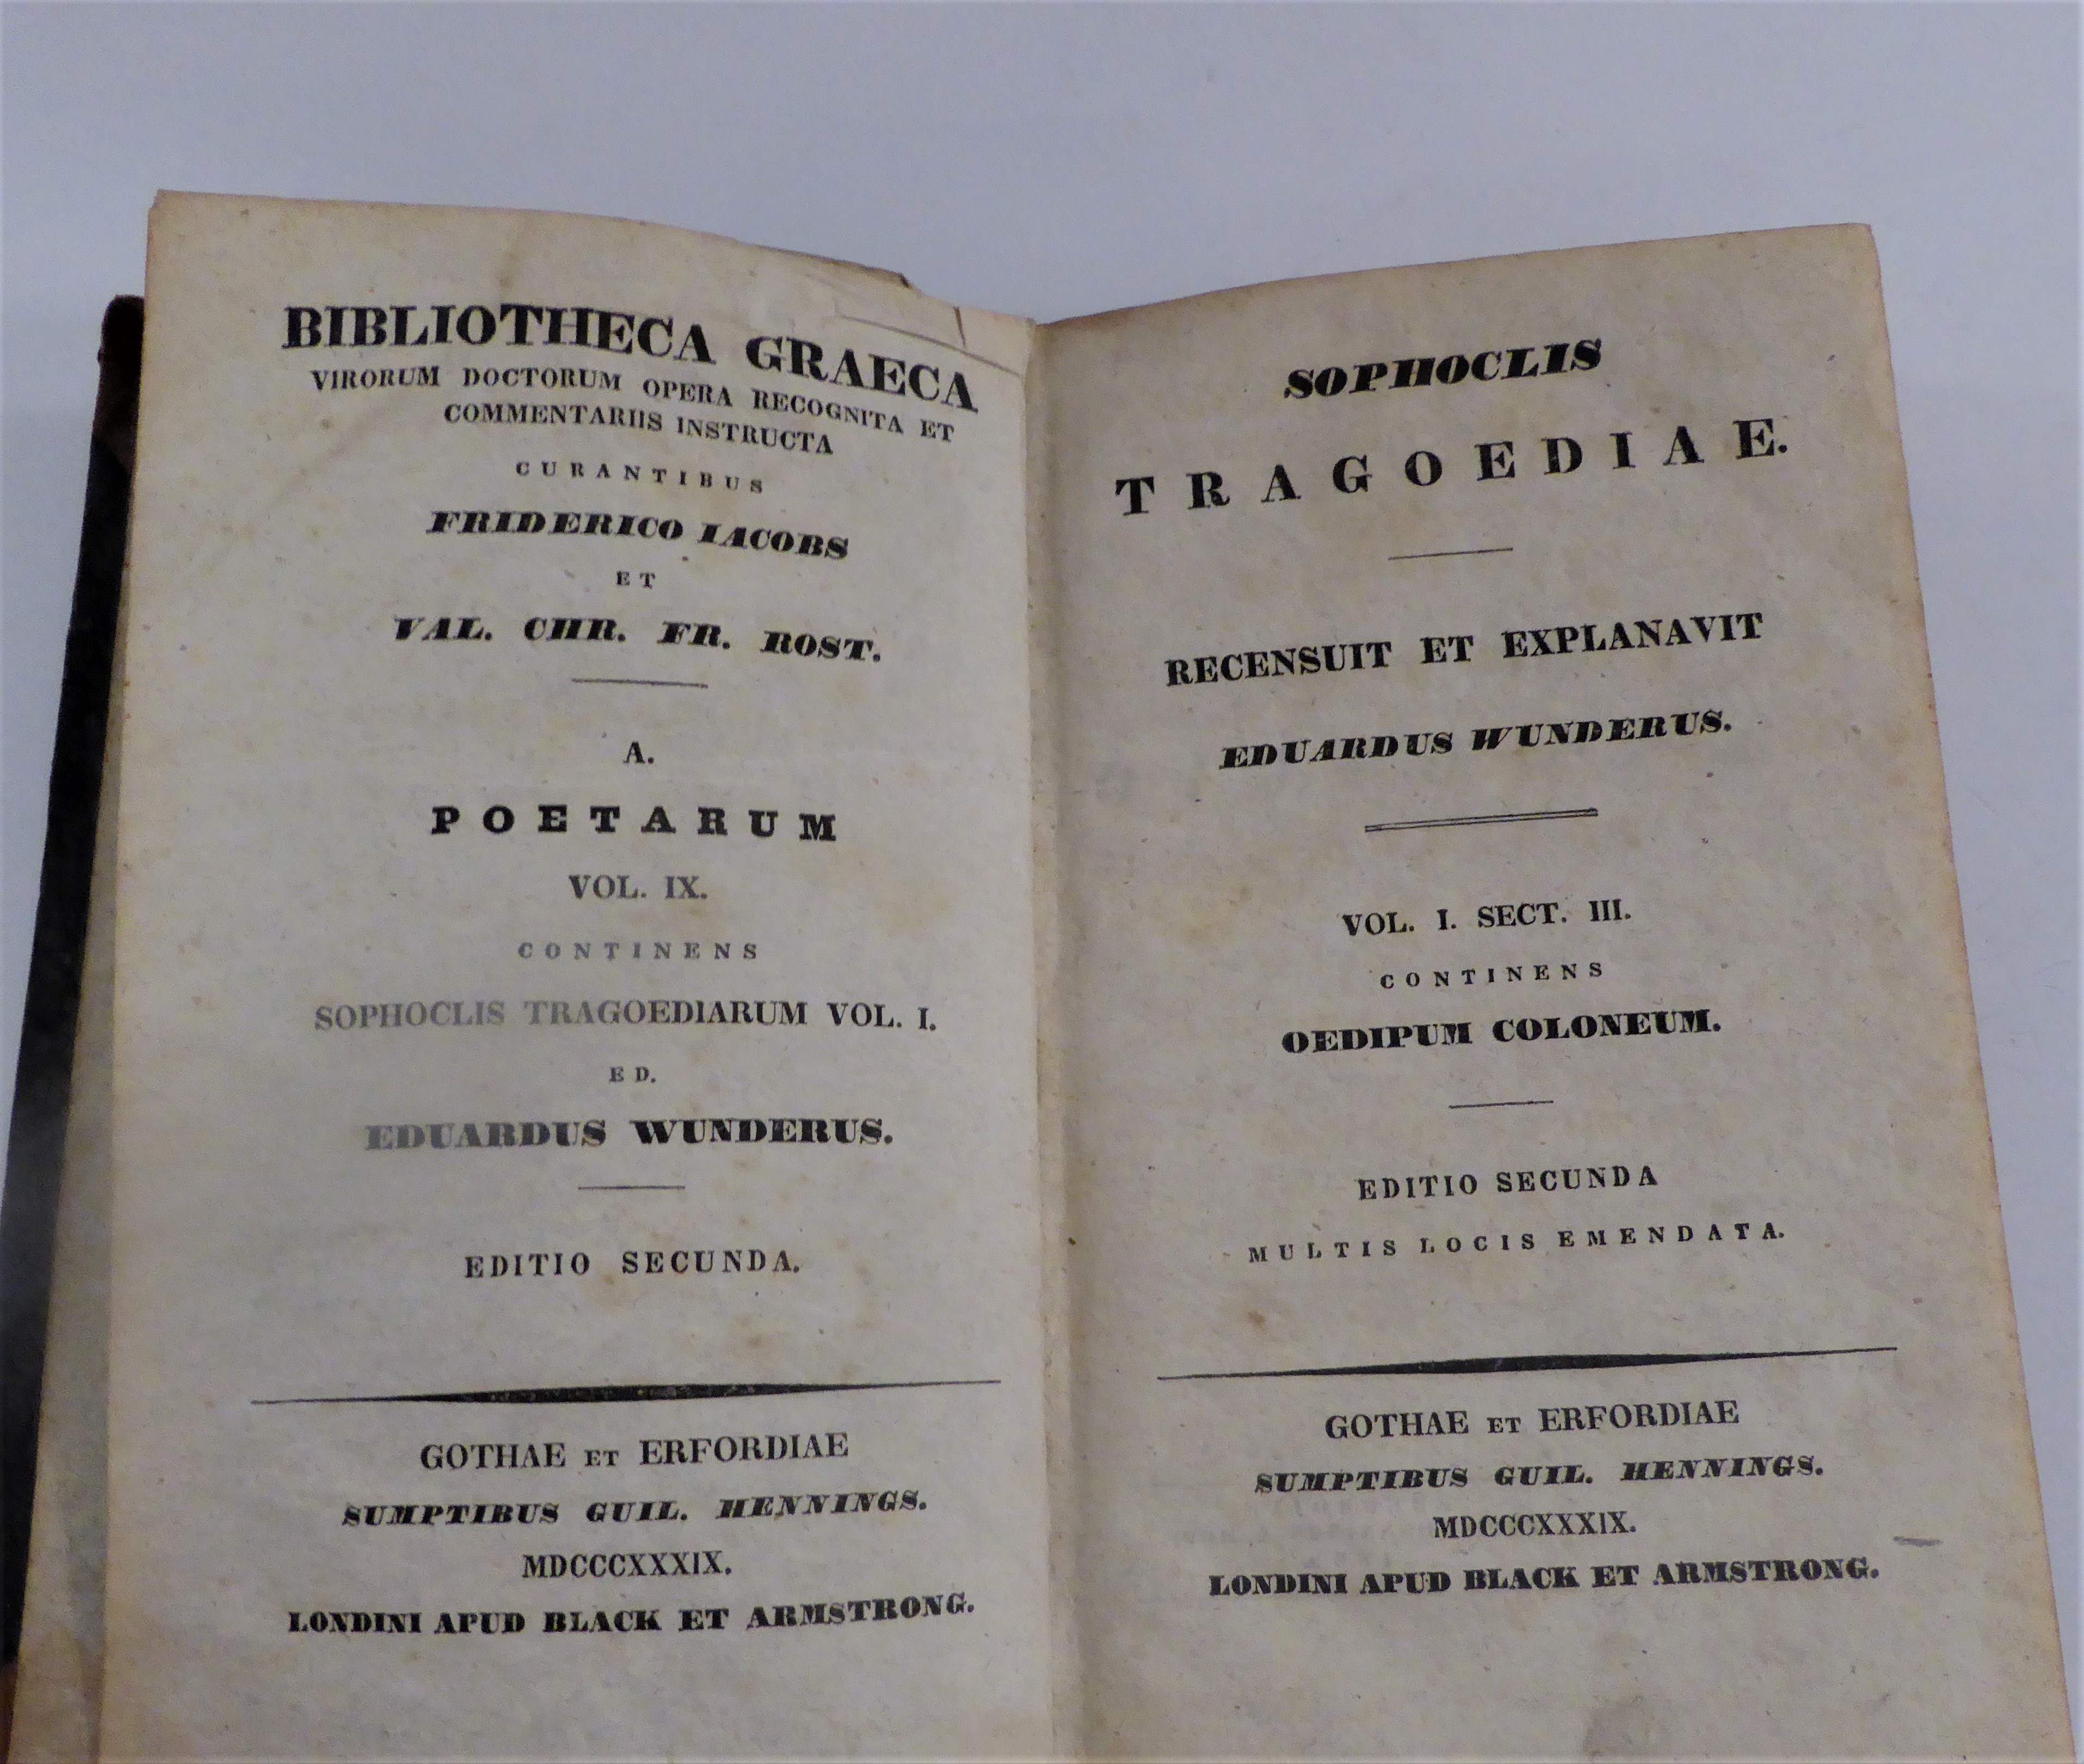 BIBLIOTHECA GRAECA
VIRORUM DOCTORUM OPERA RECOGNITA ET
COMMENTARIIS INSTRUCTA
CURANTIBUS
FRIDERICO IACOBS
ET
VAL. CHR. FR. ROST.
A.
POETARUM
VOL. IX.
CONTINENS
SOPHOCLIS TRAGOEDIARUM VOL. I.
ED.
EDUARDUS WUNDERUS.
EDITIO SECUNDA.
GOTHAE ET ERFORDIAE
SUMPTIBUS GUIL. HENNINGS.
MDCCCXXXIX.
LONDINI APUD BLACK ET ARMSTRONG.
SOPHOCLIS
TRAGOEDIAE.
RECENSUIT ET EXPLANAVIT
EDUARDUS WUNDERUS.
VOL. I. SECT. III.
CONTINENS
OEDIPUM COLONEUM.
EDITIO SECUNDA
MULTIS LOCIS EMENDATA.
GOTHAE ET ERFORDIAE
SUMPTIBUS GUIL. HENNINGS.
MDCCCXXXIX.
LONDINI APUD BLACK ET ARMSTRONG.